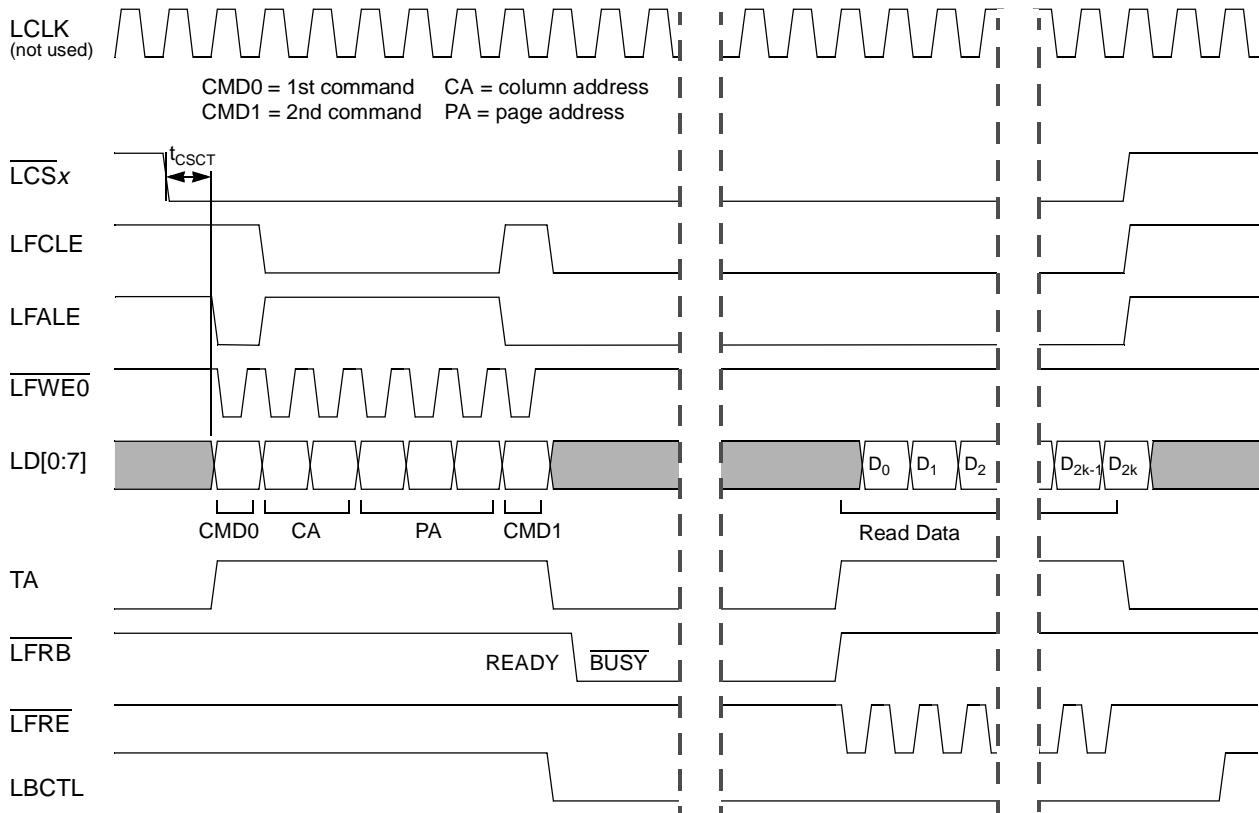 LCLK
(not used)
CMD0 = 1st command CA = column address
CMD1 = 2nd command PA = page address
tCSCT
LCSx
LFCLE
LFALE
LFWE0
LD[0:7] D0 D1 D2 D2k-1 D2k
CMD0 CA PA CMD1 Read Data
TA
LFRB READY BUSY
LFRE
LBCTL